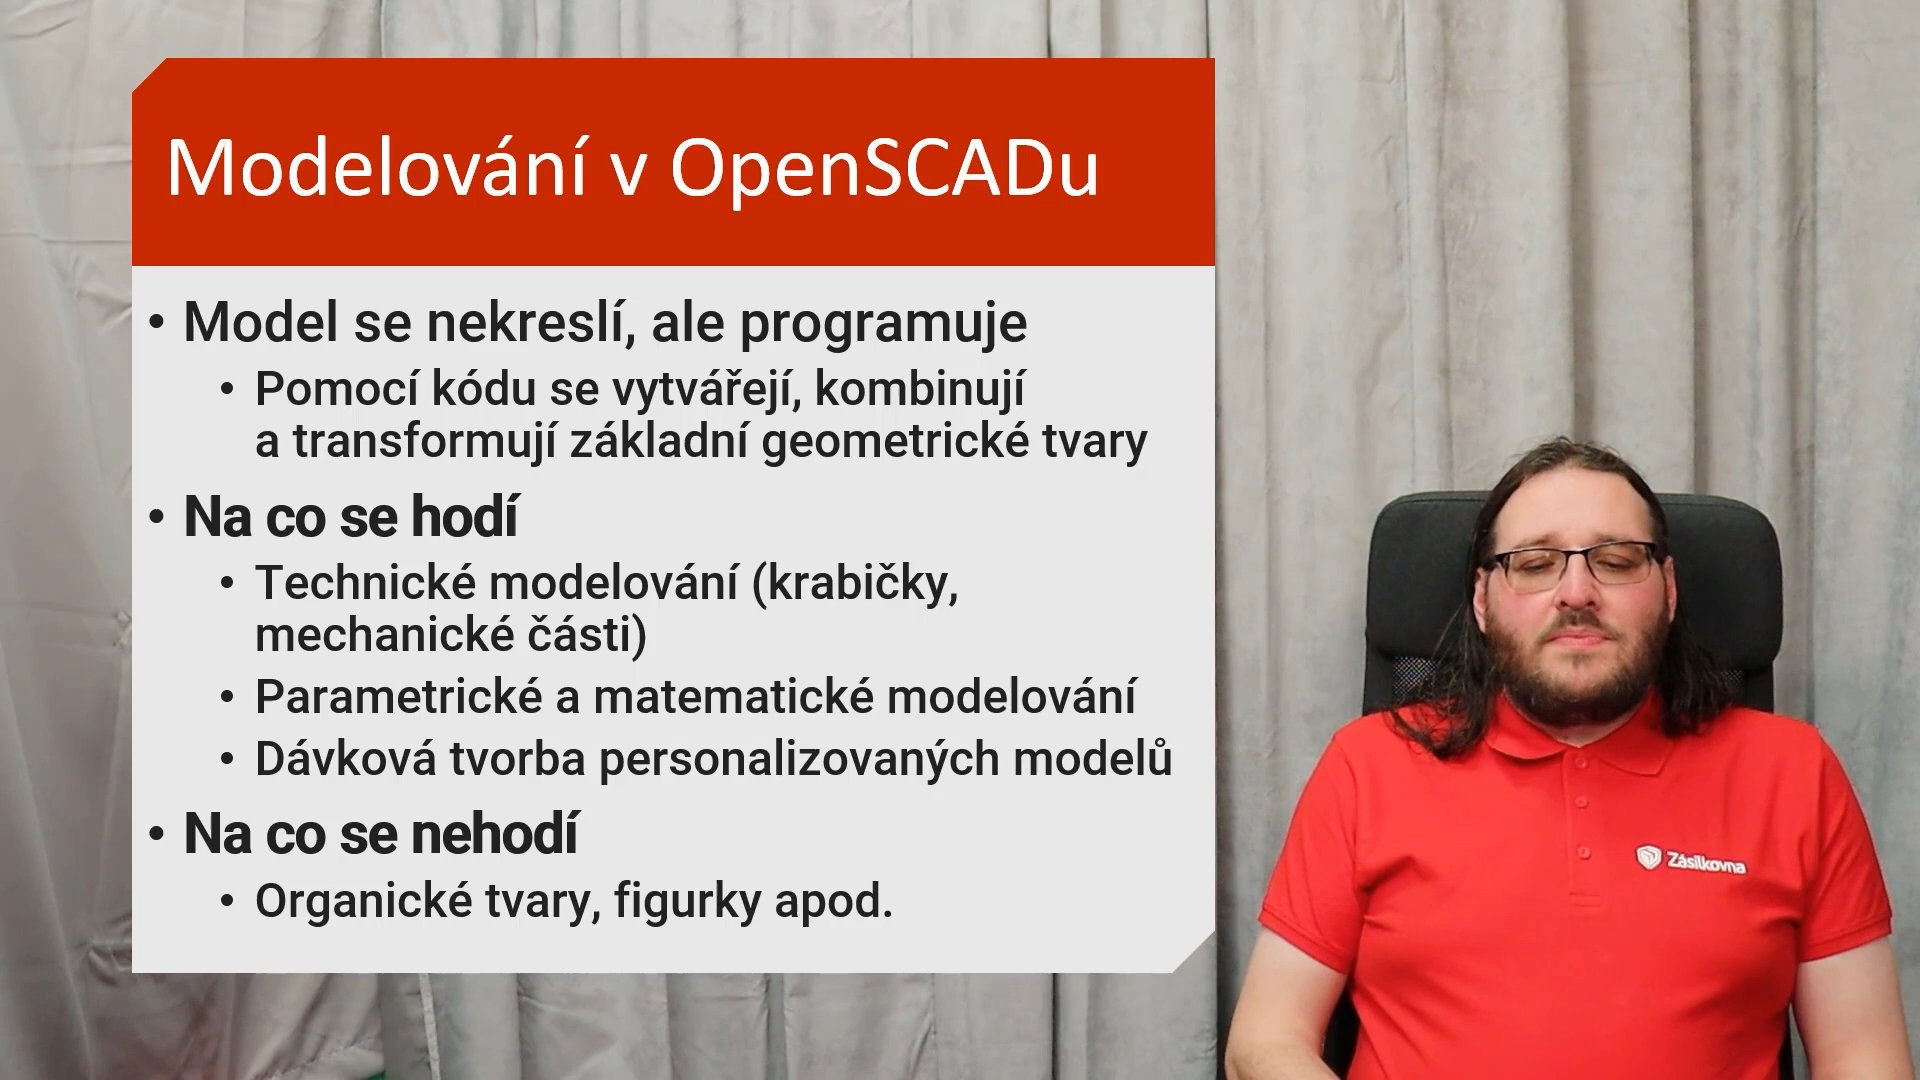 Modelování v OpenSCADu
• Model se nekreslí, ale programuje
• Pomocí kódu se vytvářejí, kombinují
a transformují základní geometrické tvary
• Na co se hodí
• Technické modelování (krabičky,
mechanické části)
• Parametrické a matematické modelování
• Dávková tvorba personalizovaných modelů
• Na co se nehodí
• Organické tvary, figurky apod.
Zásilkovna